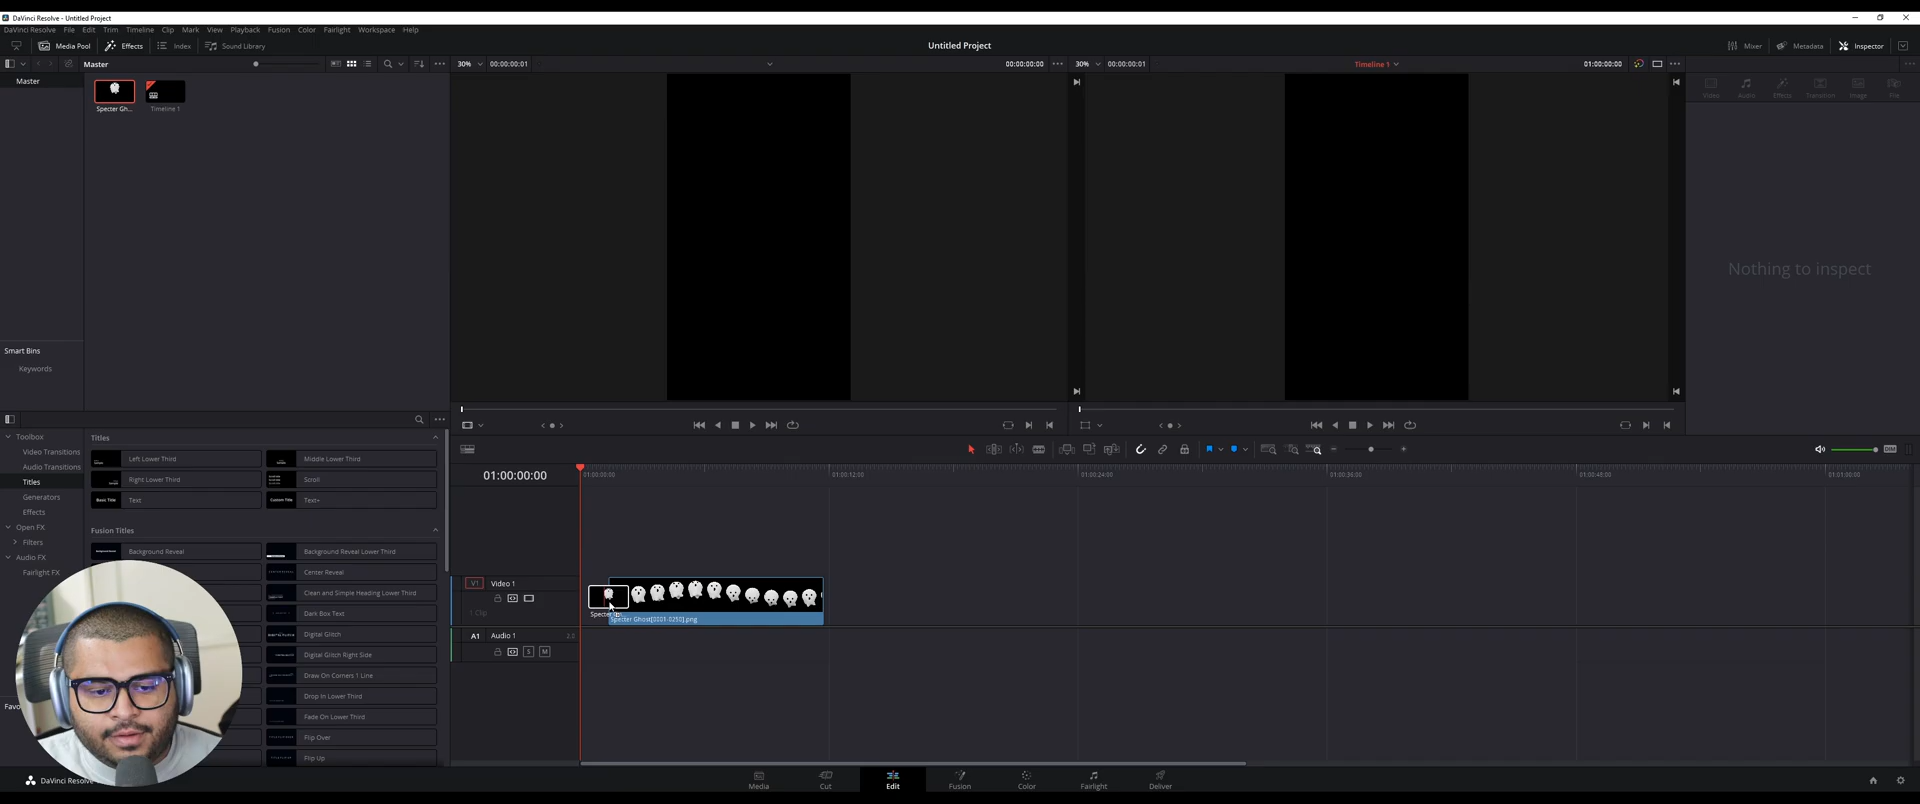 DaVinci Resolve - Untitled Project
DaVinci Resolve File Edit Trim Timeline Clip Mark View Playback Fusion Color Fairlight Workspace Help
Media Pool Effects Index Sound Library Untitled Project Mixer Metadata Inspector
Master 30% 00:00:00:01 00:00:00:00 30% 00:00:00:01 Timeline 1 01:00:00:00
Master
Video Audio Effects Transition Image File
Specter Gh... Timeline 1
Nothing to inspect
Smart Bins
Keywords
Toolbox Titles
Video Transitions Left Lower Third Middle Lower Third
Audio Transitions
Titles Right Lower Third Scroll
Generators Basic Title Text Custom Title Text+
Effects
Open FX Fusion Titles
Filters Background Reveal Background Reveal Lower Third
Audio FX
Fairlight FX Center Reveal
Clean and Simple Heading Lower Third
Dark Box Text
Digital Glitch
Digital Glitch Right Side
Draw On Corners 1 Line
Drop In Lower Third
Favo
Fade On Lower Third
Flip Over
Flip Up
01:00:00:00 01:00:00:00 01:00:12:00 01:00:24:00 01:00:36:00 01:00:48:00 01:01:00:00
V1 Video 1
1 Clip
Specter Ghost[0001-0250].png
A1 Audio 1 2.0
S M
DIM
DaVinci Resolve
Media Cut Edit Fusion Color Fairlight Deliver